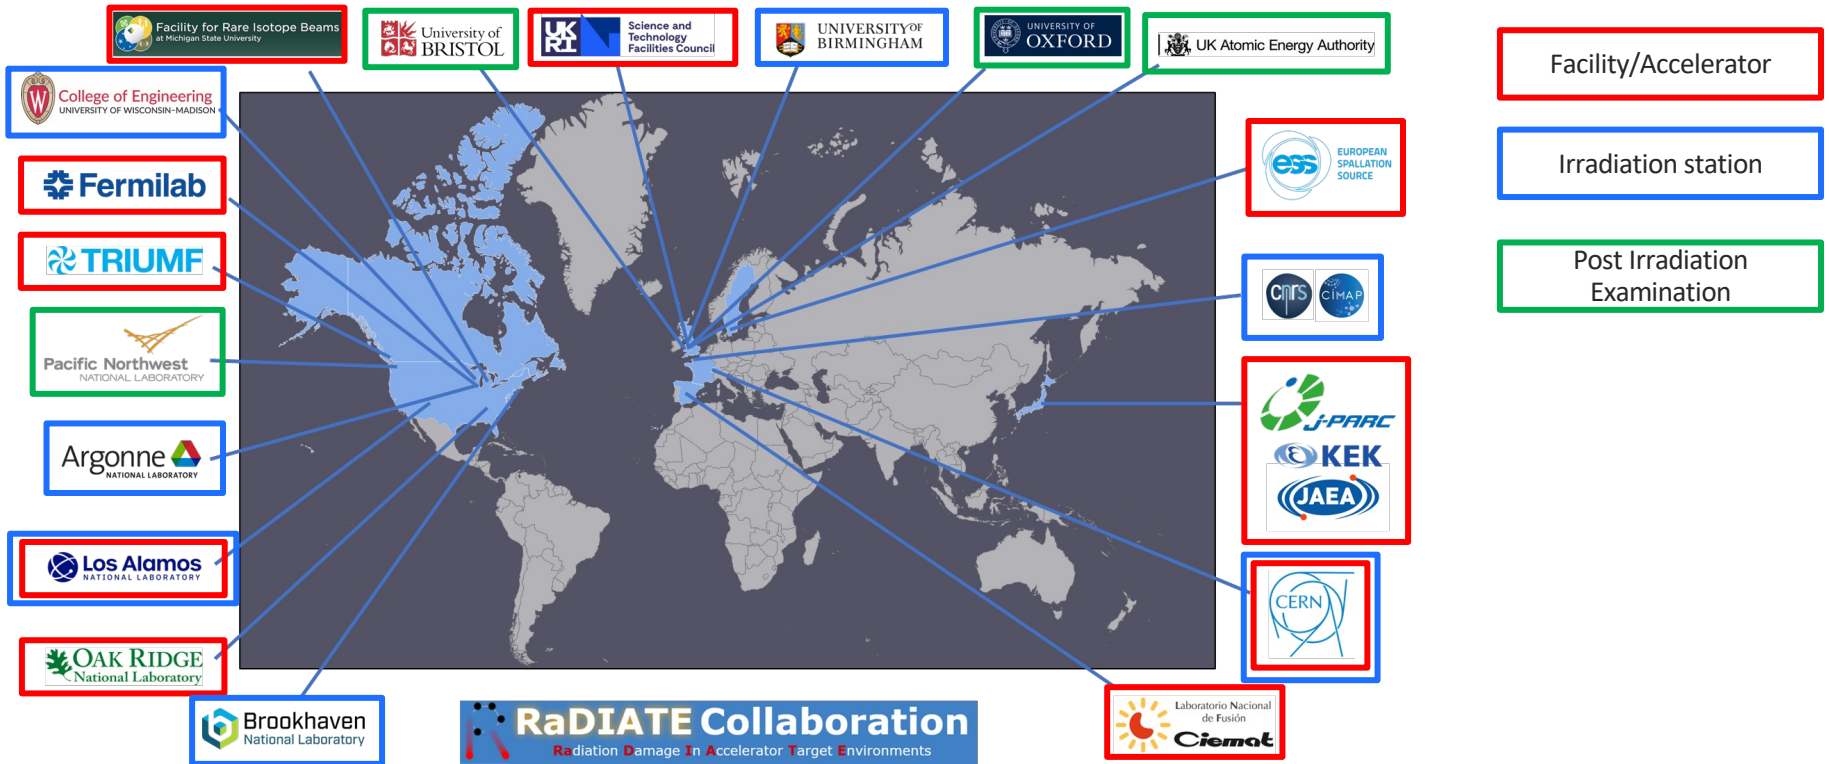 Facility for Rare Isotope Beams
at Michigan State University
University of
BRISTOL
UK
RI
Science and
Technology
Facilities Council
UNIVERSITY OF
BIRMINGHAM
UNIVERSITY OF
OXFORD
UK Atomic Energy Authority
Facility/Accelerator
W
College of Engineering
UNIVERSITY OF WISCONSIN-MADISON
ess
EUROPEAN
SPALLATION
SOURCE
Irradiation station
Fermilab
TRIUMF
Post Irradiation
Examination
cnrs
CIMAP
Pacific Northwest
NATIONAL LABORATORY
J-PARC
KEK
JAEA
Argonne
NATIONAL LABORATORY
Los Alamos
NATIONAL LABORATORY
CERN
OAK RIDGE
National Laboratory
Brookhaven
National Laboratory
R
RaDIATE Collaboration
Radiation Damage In Accelerator Target Environments
Laboratorio Nacional
de Fusión
Ciemat